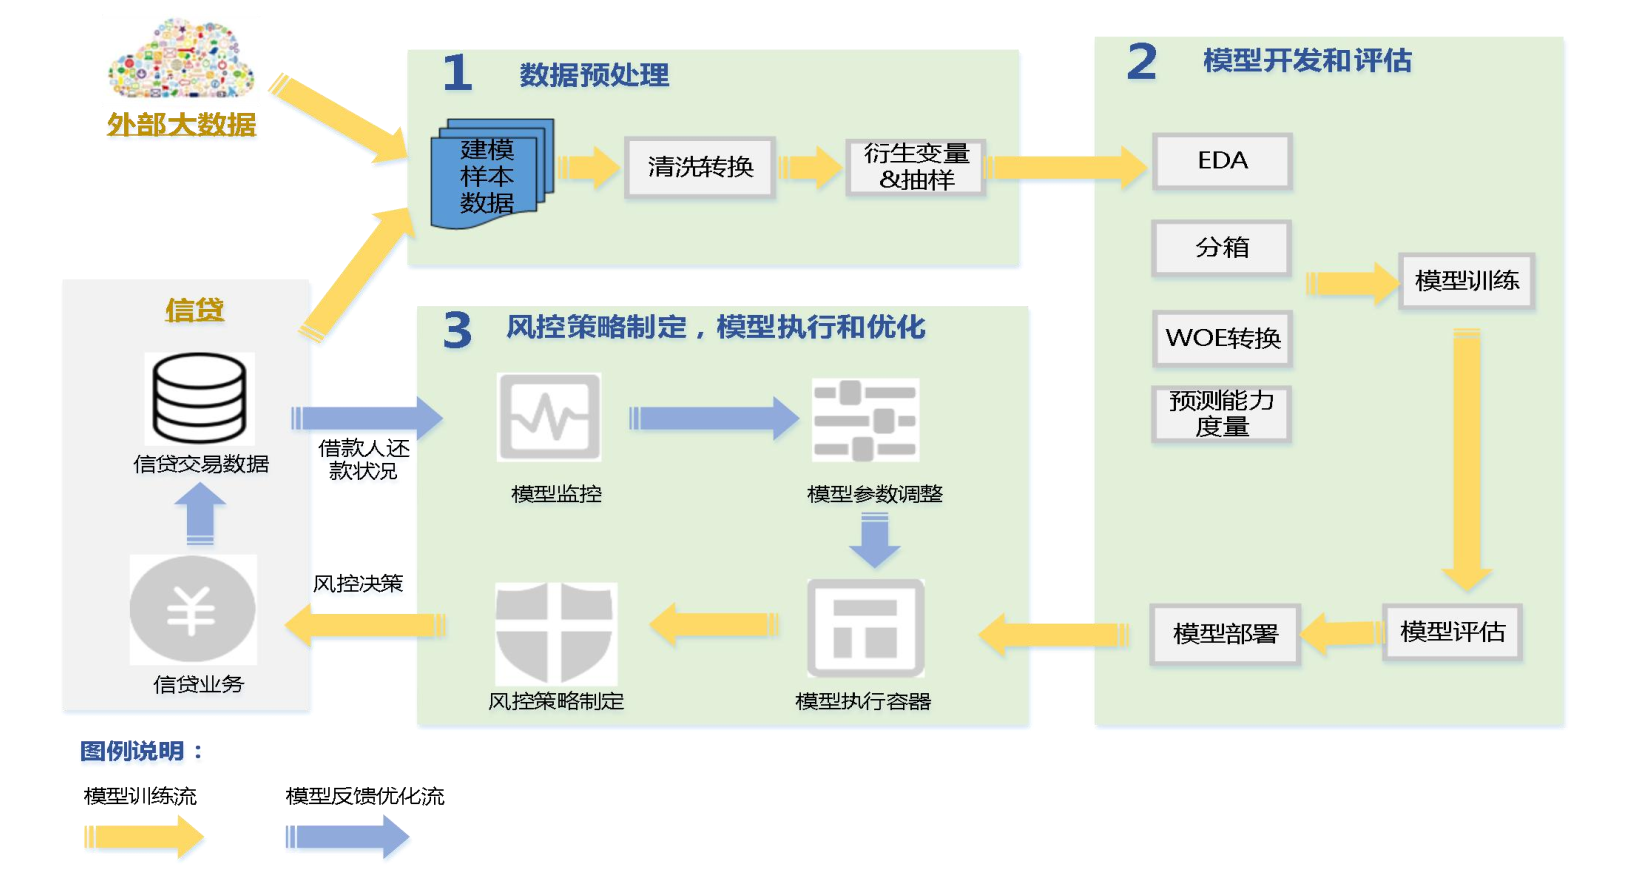 外部大数据
1 数据预处理
建模
样本
数据
清洗转换
衍生变量
&抽样
2 模型开发和评估
EDA
分箱
WOE转换
预测能力
度量
模型训练
模型评估
模型部署
信贷
信贷交易数据
信贷业务
借款人还
款状况
风控决策
3 风控策略制定，模型执行和优化
模型监控
模型参数调整
风控策略制定
模型执行容器
图例说明：
模型训练流
模型反馈优化流